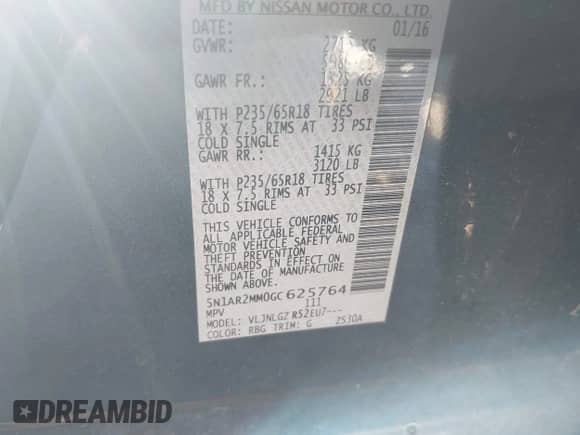 MFD BY NISSAN MOTOR CO., LTD.
DATE: 01/16
GVWR: KG
GAWR FR.: KG
2921 LB
WITH P235/65R18 TIRES
18 X 7.5 RIMS AT 33 PSI
COLD SINGLE
GAWR RR.: 1415 KG
3120 LB
WITH P235/65R18 TIRES
18 X 7.5 RIMS AT 33 PSI
COLD SINGLE
THIS VEHICLE CONFORMS TO
ALL APPLICABLE FEDERAL
MOTOR VEHICLE SAFETY AND
THEFT PREVENTION
STANDARDS IN EFFECT ON
THE DATE OF MANUFACTURE
SHOWN ABOVE.
5N1AR2MM0GC625764
MPV 111
MODEL: VLJNLGZ R52EU7---
COLOR: RBG TRIM: G 2530A
DREAMBID